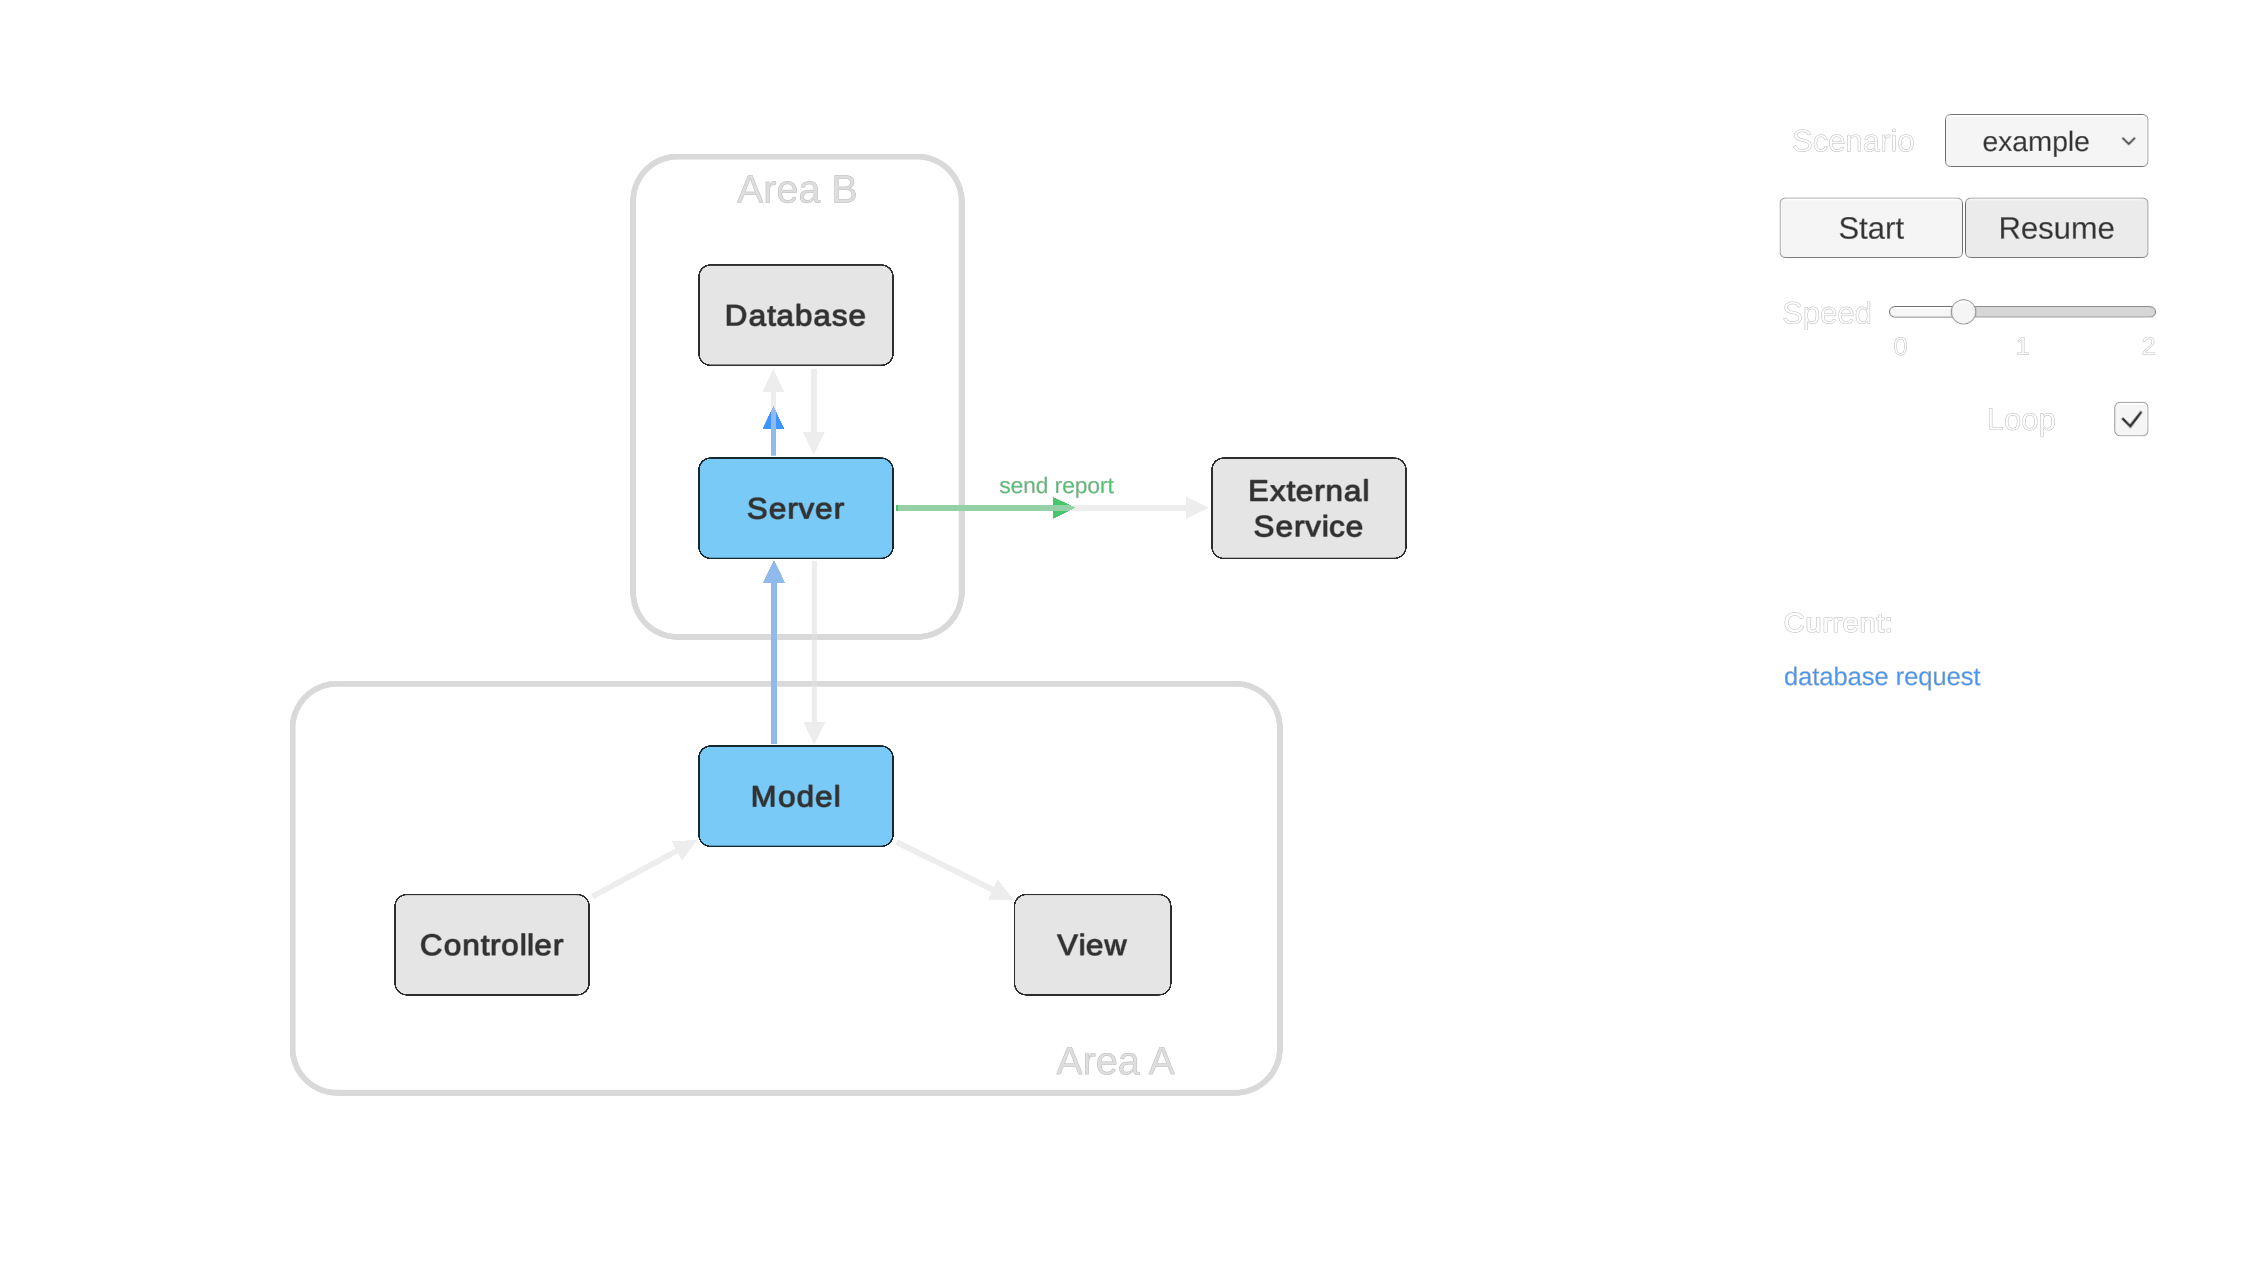 Scenario
example
Area B
Start
Resume
Database
Speed
0
1
2
Loop
send report
Server
External
Service
Current:
database request
Model
Controller
View
Area A